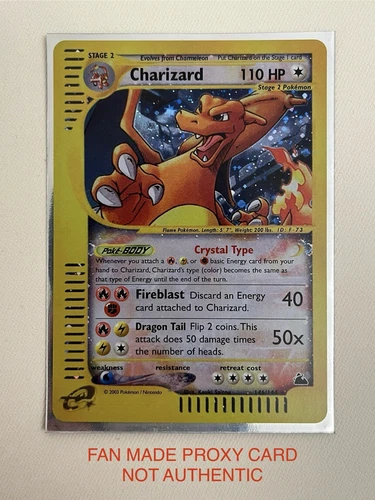 STAGE 2
Evolves from Charmeleon Put Charizard on the Stage 1 card
Charizard 110 HP
Stage 2 Pokémon
Flame Pokémon. Length: 5' 7", Weight: 200 lbs. ID: F-73
Poké-BODY Crystal Type
Whenever you attach a , , or basic Energy card from your
hand to Charizard, Charizard's type (color) becomes the same as
that type of Energy until the end of the turn.
Fireblast Discard an Energy 40
card attached to Charizard.
Dragon Tail Flip 2 coins. This 50x
attack does 50 damage times
the number of heads.
weakness resistance retreat cost
© 2003 Pokémon / Nintendo
e
FAN MADE PROXY CARD
NOT AUTHENTIC